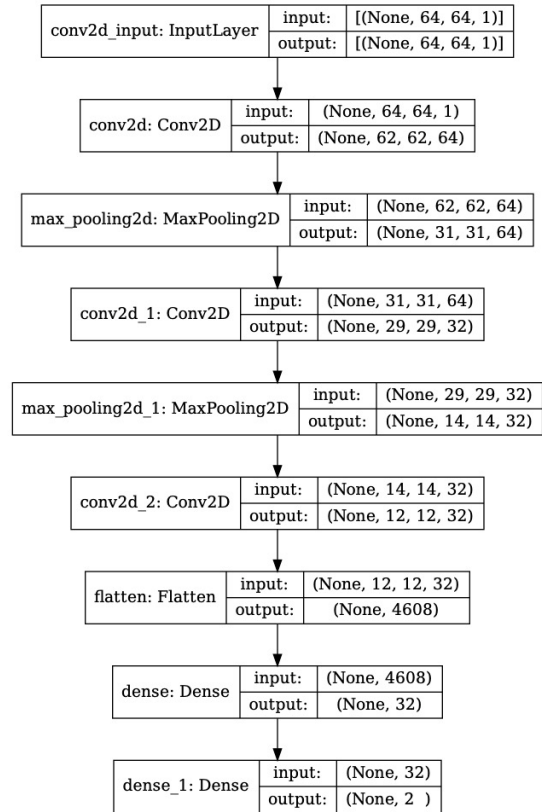 conv2d_input: InputLayer
input: [(None, 64, 64, 1)]
output: [(None, 64, 64, 1)]
conv2d: Conv2D
input: (None, 64, 64, 1)
output: (None, 62, 62, 64)
max_pooling2d: MaxPooling2D
input: (None, 62, 62, 64)
output: (None, 31, 31, 64)
conv2d_1: Conv2D
input: (None, 31, 31, 64)
output: (None, 29, 29, 32)
max_pooling2d_1: MaxPooling2D
input: (None, 29, 29, 32)
output: (None, 14, 14, 32)
conv2d_2: Conv2D
input: (None, 14, 14, 32)
output: (None, 12, 12, 32)
flatten: Flatten
input: (None, 12, 12, 32)
output: (None, 4608)
dense: Dense
input: (None, 4608)
output: (None, 32)
dense_1: Dense
input: (None, 32)
output: (None, 2 )